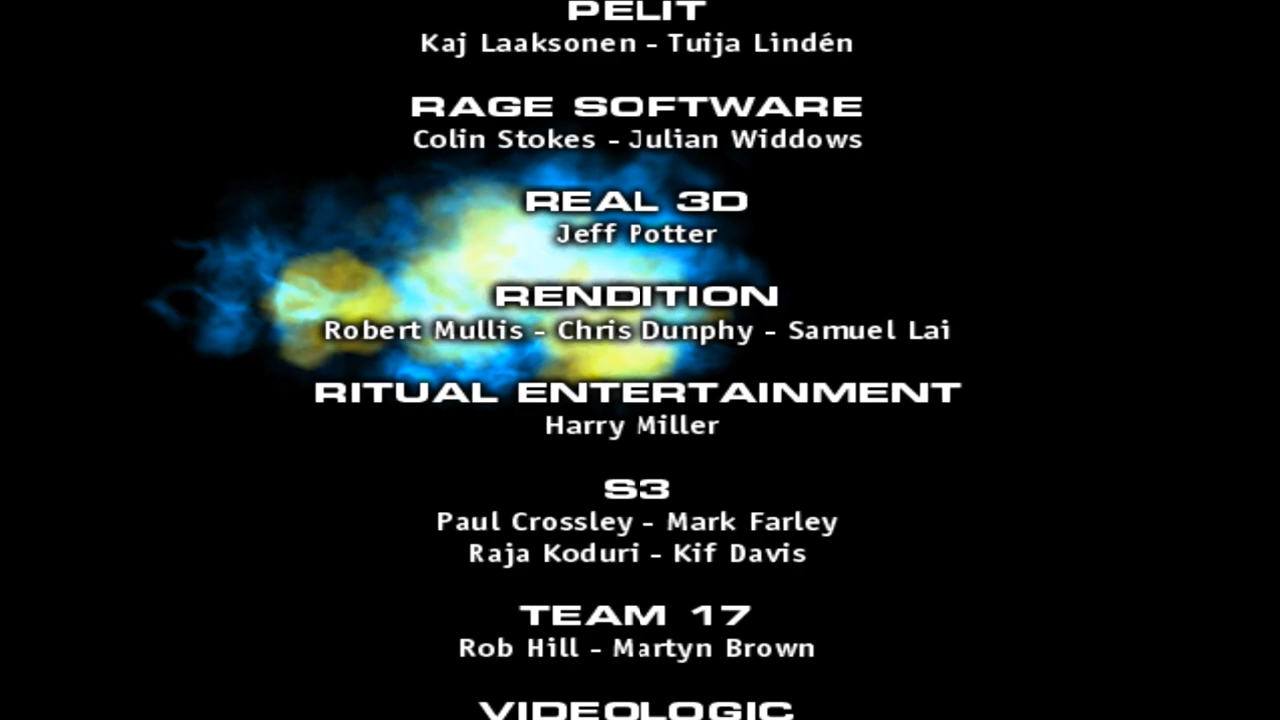 PELIT
Kaj Laaksonen - Tuija Lindén
RAGE SOFTWARE
Colin Stokes - Julian Widdows
REAL 3D
Jeff Potter
RENDITION
Robert Mullis - Chris Dunphy - Samuel Lai
RITUAL ENTERTAINMENT
Harry Miller
S3
Paul Crossley - Mark Farley
Raja Koduri - Kif Davis
TEAM 17
Rob Hill - Martyn Brown
VIDEOLOGIC